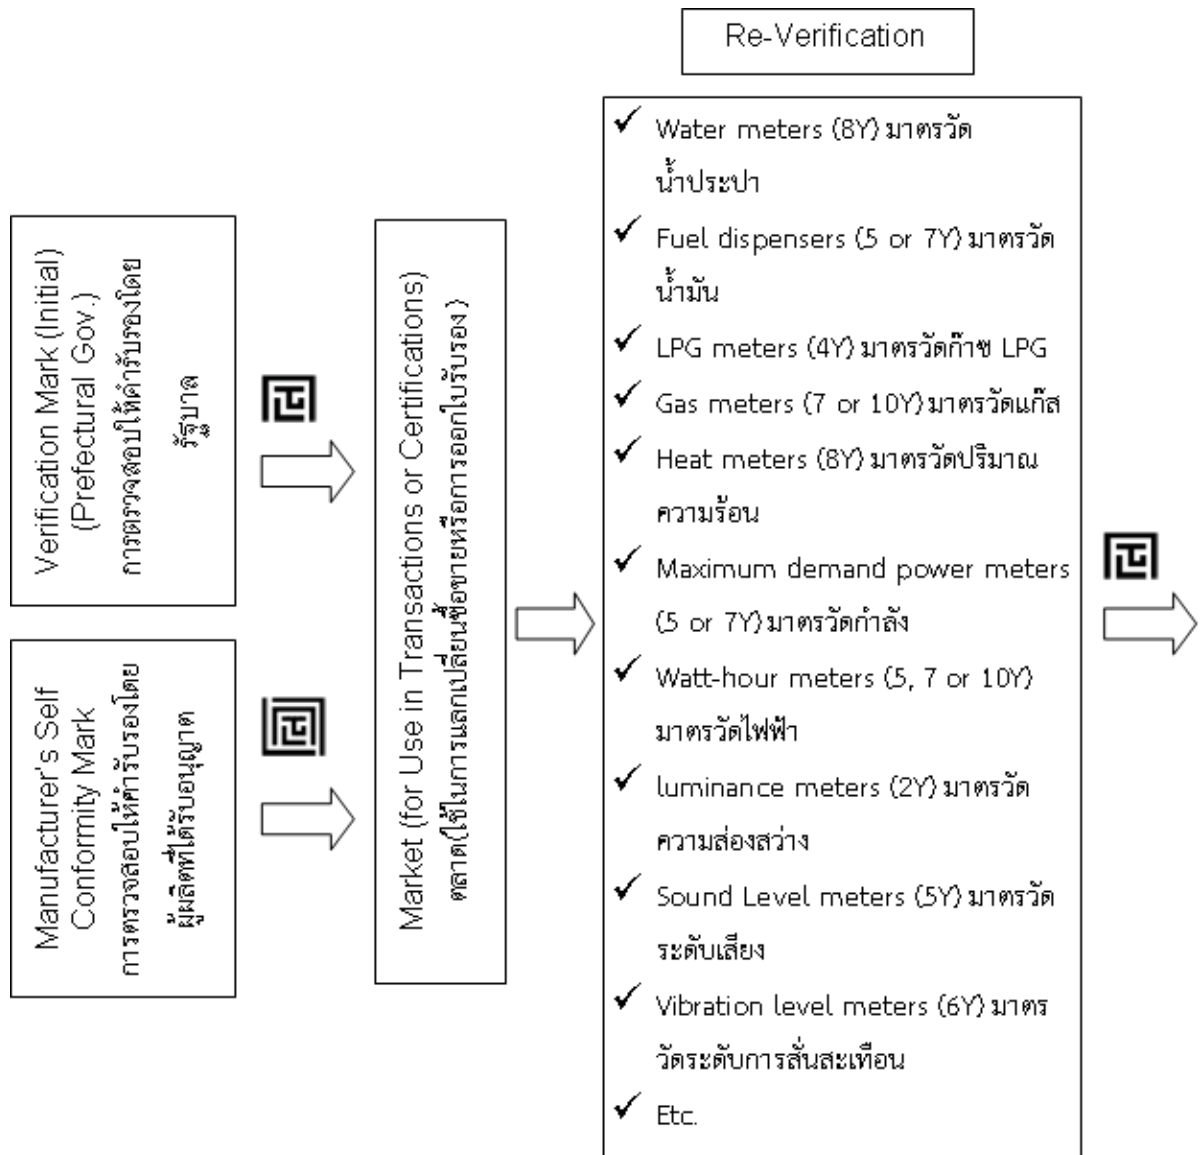 Re-Verification
Verification Mark (Initial)
(Prefectural Gov.)
การตรวจสอบให้คำรับรองโดย
รัฐบาล
Manufacturer's Self
Conformity Mark
การตรวจสอบให้คำรับรองโดย
ผู้ผลิตที่ได้รับอนุญาต
Market (for Use in Transactions or Certifications)
ตลาด(ใช้ในการแลกเปลี่ยนซื้อขายหรือการออกใบรับรอง)
✓ Water meters (8Y) มาตรวัด
น้ำประปา
✓ Fuel dispensers (5 or 7Y) มาตรวัด
น้ำมัน
✓ LPG meters (4Y) มาตรวัดก๊าซ LPG
✓ Gas meters (7 or 10Y) มาตรวัดแก๊ส
✓ Heat meters (8Y) มาตรวัดปริมาณ
ความร้อน
✓ Maximum demand power meters
(5 or 7Y) มาตรวัดกำลัง
✓ Watt-hour meters (5, 7 or 10Y)
มาตรวัดไฟฟ้า
✓ luminance meters (2Y) มาตรวัด
ความส่องสว่าง
✓ Sound Level meters (5Y) มาตรวัด
ระดับเสียง
✓ Vibration level meters (6Y) มาตร
วัดระดับการสั่นสะเทือน
✓ Etc.